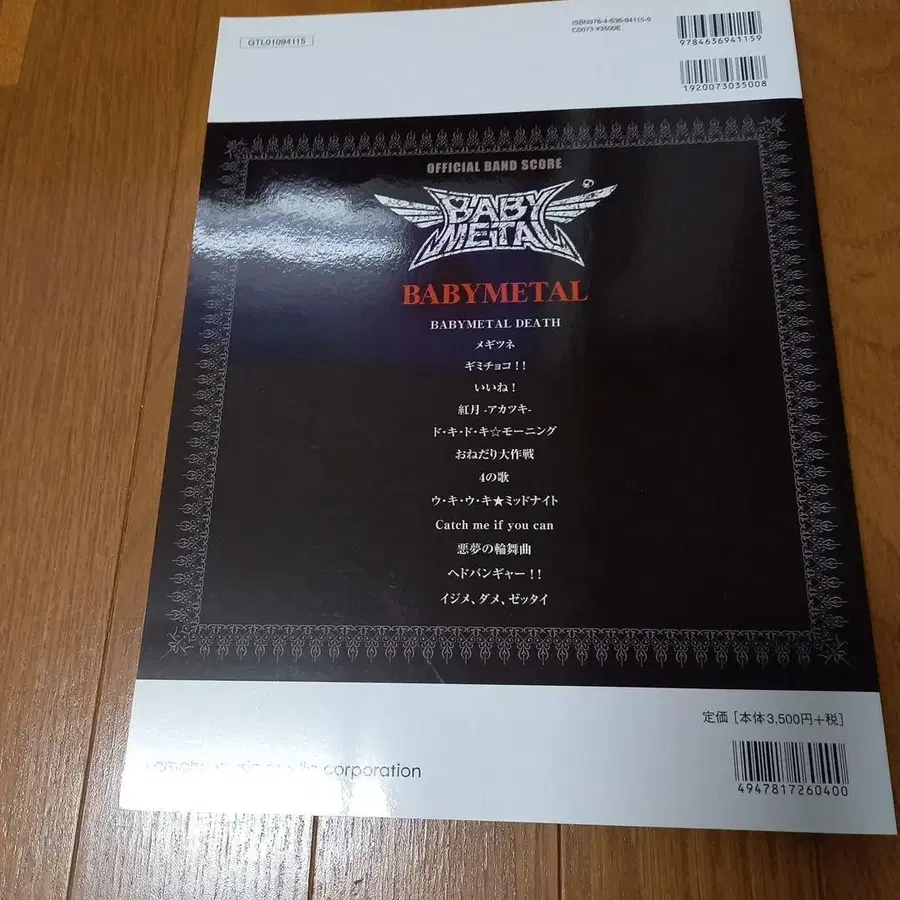 GTL01094115
ISBN978-4-636-94115-9
C0073 ¥3500E
9784636941159
1920073035008
OFFICIAL BAND SCORE
BABY
METAL
BABYMETAL
BABYMETAL DEATH
メギツネ
ギミチョコ！！
いいね！
紅月 -アカツキ-
ド・キ・ド・キ☆モーニング
おねだり大作戦
4の歌
ウ・キ・ウ・キ★ミッドナイト
Catch me if you can
悪夢の輪舞曲
ヘドバンギャー！！
イジメ、ダメ、ゼッタイ
定価［本体3,500円+税］
corporation
4947817260400